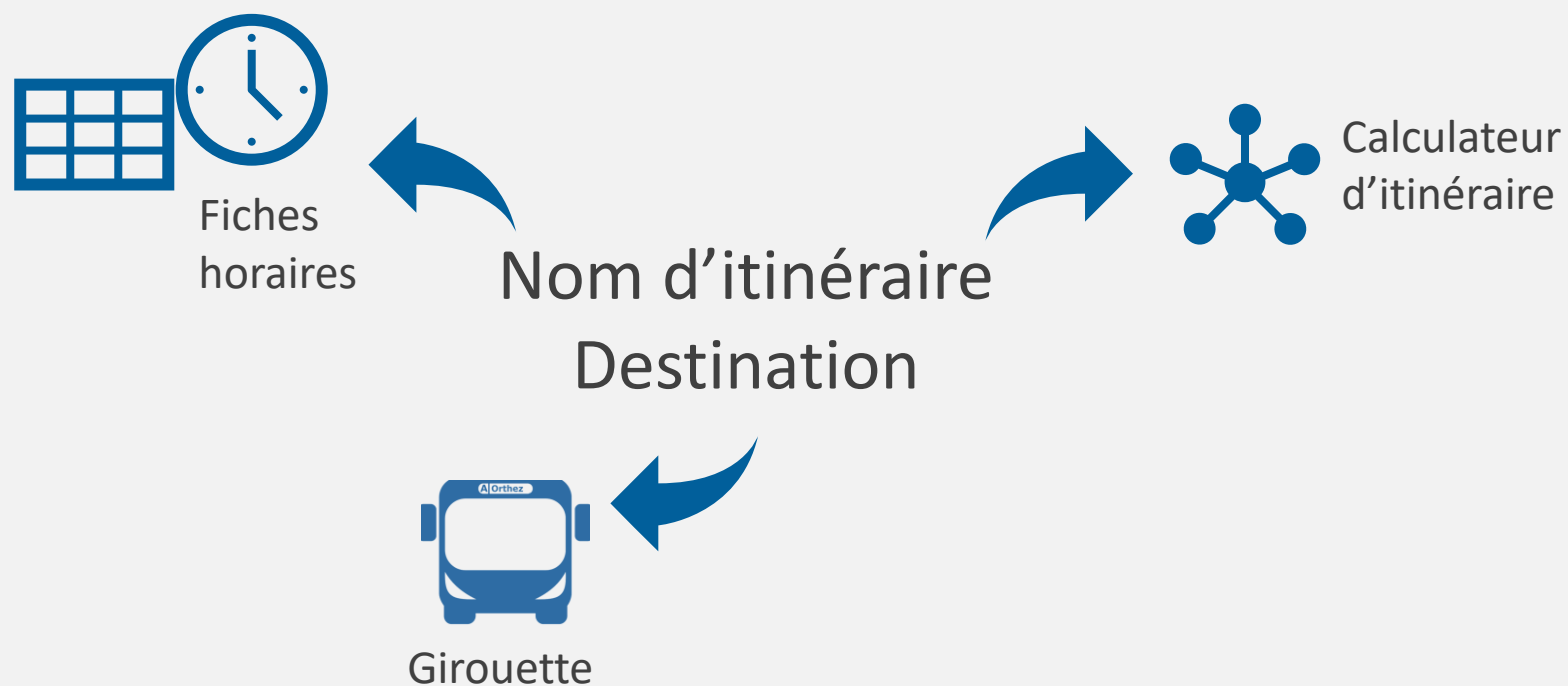 Fiches
horaires
Calculateur
d’itinéraire
Nom d’itinéraire
Destination
A Orthez
Girouette